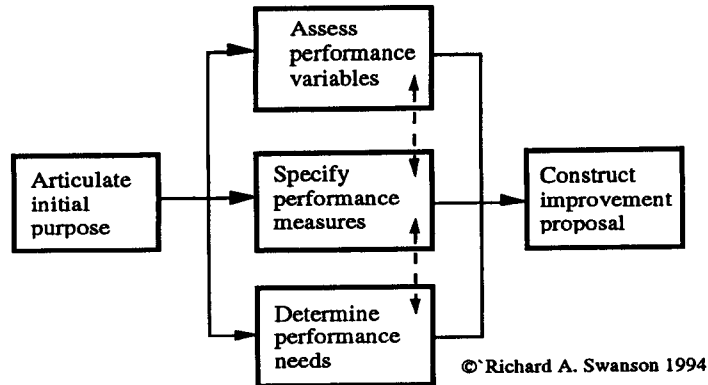 Assess
performance
variables
Articulate
initial
purpose
Specify
performance
measures
Construct
improvement
proposal
Determine
performance
needs
©`Richard A. Swanson 1994